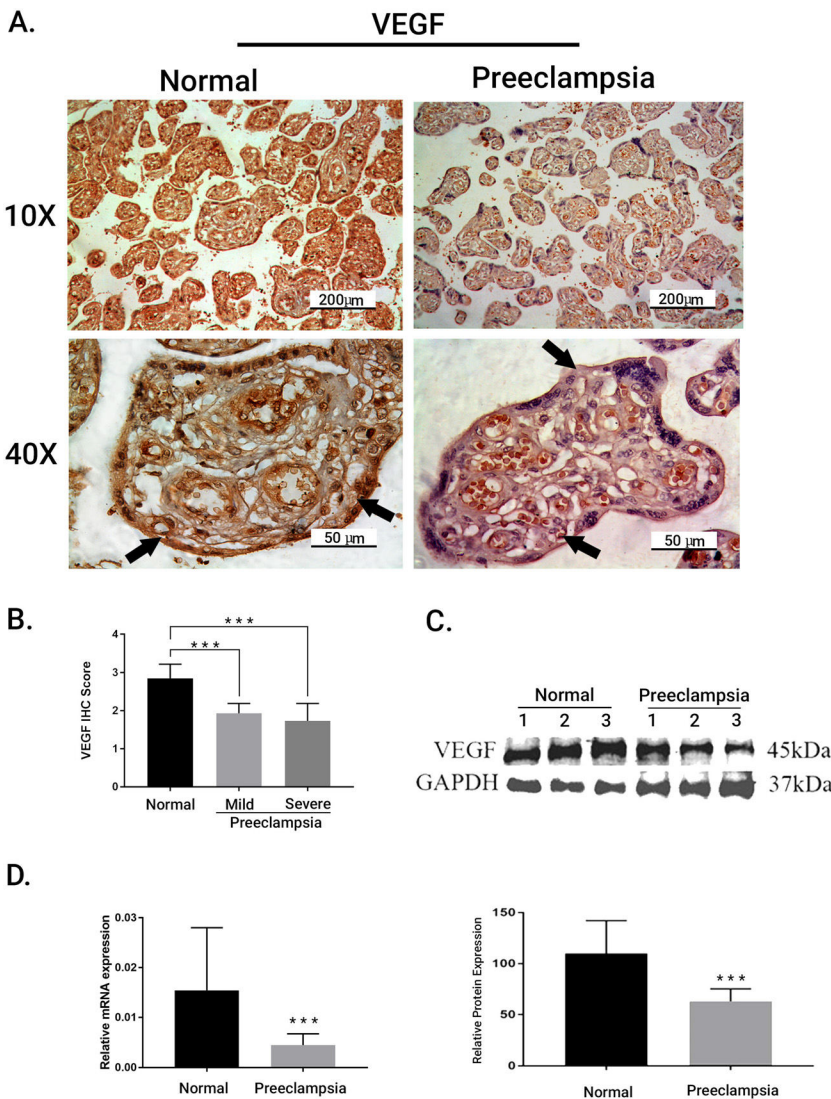 A.
VEGF
Normal Preeclampsia
10X
200μm 200μm
40X
50 μm 50 μm
B.
VEGF IHC Score
4
3
2
1
0
***
***
Normal Mild Severe
Preeclampsia
C.
Normal Preeclampsia
1 2 3 1 2 3
VEGF 45kDa
GAPDH 37kDa
D.
Relative mRNA expression
0.03
0.02
0.01
0.00
***
Normal Preeclampsia
Relative Protein Expression
150
100
50
0
***
Normal Preeclampsia